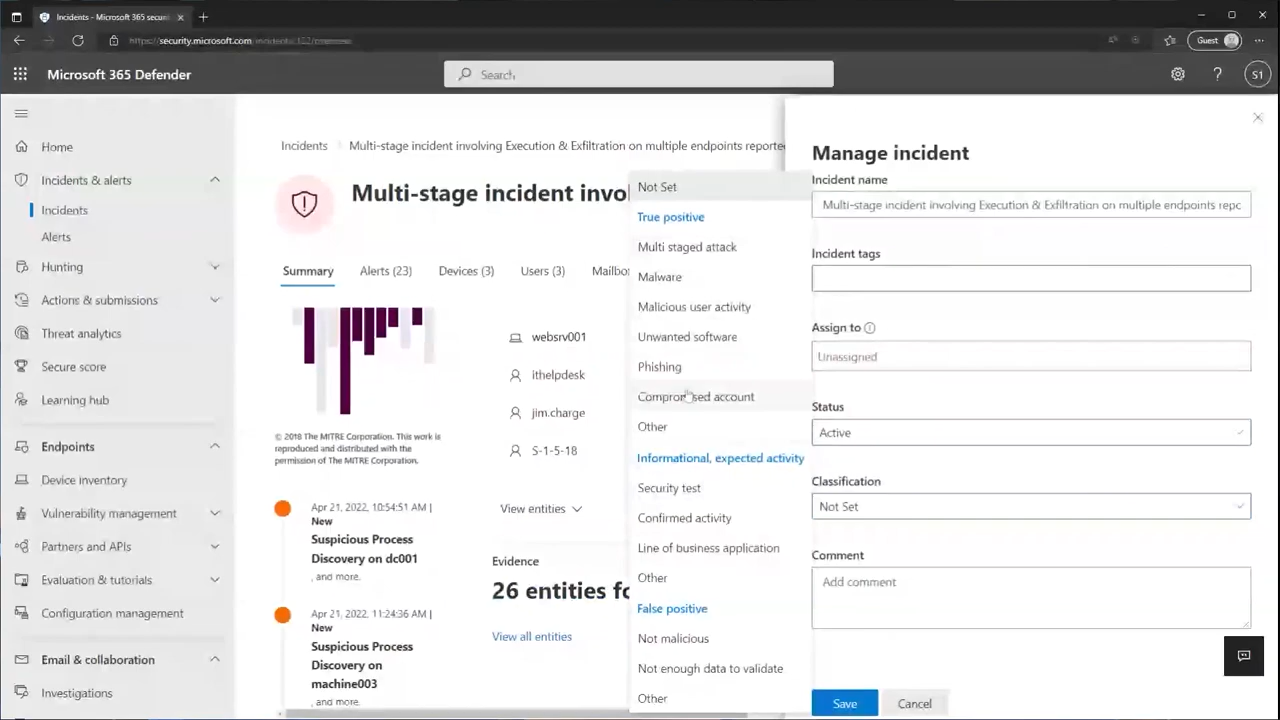 Incidents - Microsoft 365 securi
https://security.microsoft.com
Guest
Microsoft 365 Defender
Search
S1
Home
Incidents & alerts
Incidents
Alerts
Hunting
Actions & submissions
Threat analytics
Secure score
Learning hub
Endpoints
Device inventory
Vulnerability management
Partners and APIs
Evaluation & tutorials
Configuration management
Email & collaboration
Investigations
Incidents
Multi-stage incident involving Execution & Exfiltration on multiple endpoints reporte
Multi-stage incident invo
Summary
Alerts (23)
Devices (3)
Users (3)
Mailbo
© 2018 The MITRE Corporation. This work is
reproduced and distributed with the
permission of The MITRE Corporation.
websrv001
ithelpdesk
jim.charge
S-1-5-18
View entities
Apr 21, 2022, 10:54:51 AM |
New
Suspicious Process
Discovery on dc001
, and more.
Apr 21, 2022, 11:24:36 AM |
New
Suspicious Process
Discovery on
machine003
, and more.
Evidence
26 entities fo
View all entities
Not Set
True positive
Multi staged attack
Malware
Malicious user activity
Unwanted software
Phishing
Compromised account
Other
Informational, expected activity
Security test
Confirmed activity
Line of business application
Other
False positive
Not malicious
Not enough data to validate
Other
Manage incident
Incident name
Multi-stage incident involving Execution & Exfiltration on multiple endpoints repc
Incident tags
Assign to
Unassigned
Status
Active
Classification
Not Set
Comment
Add comment
Save
Cancel